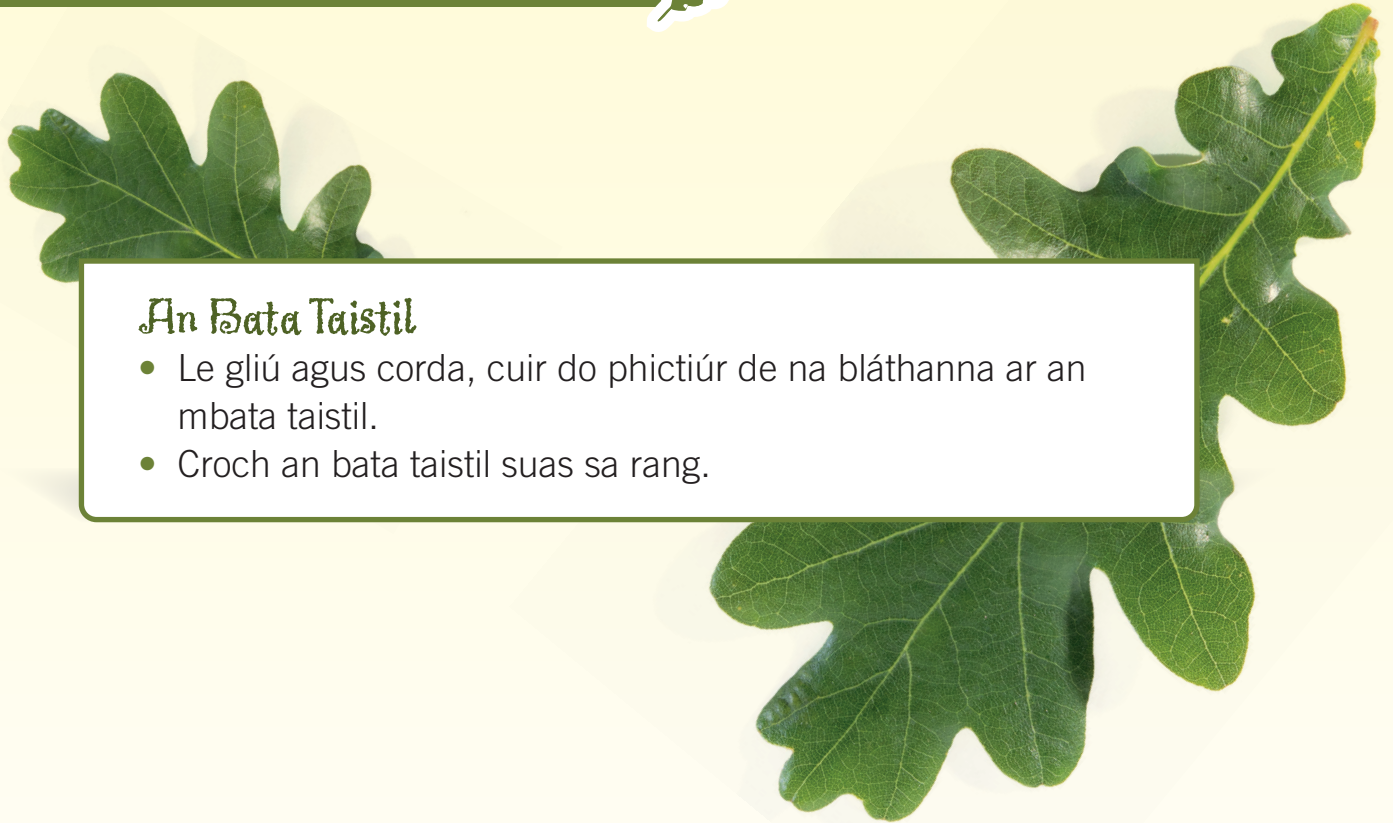 An Bata Taistil
• Le gliú agus corda, cuir do phictiúr de na bláthanna ar an
mbata taistil.
• Croch an bata taistil suas sa rang.